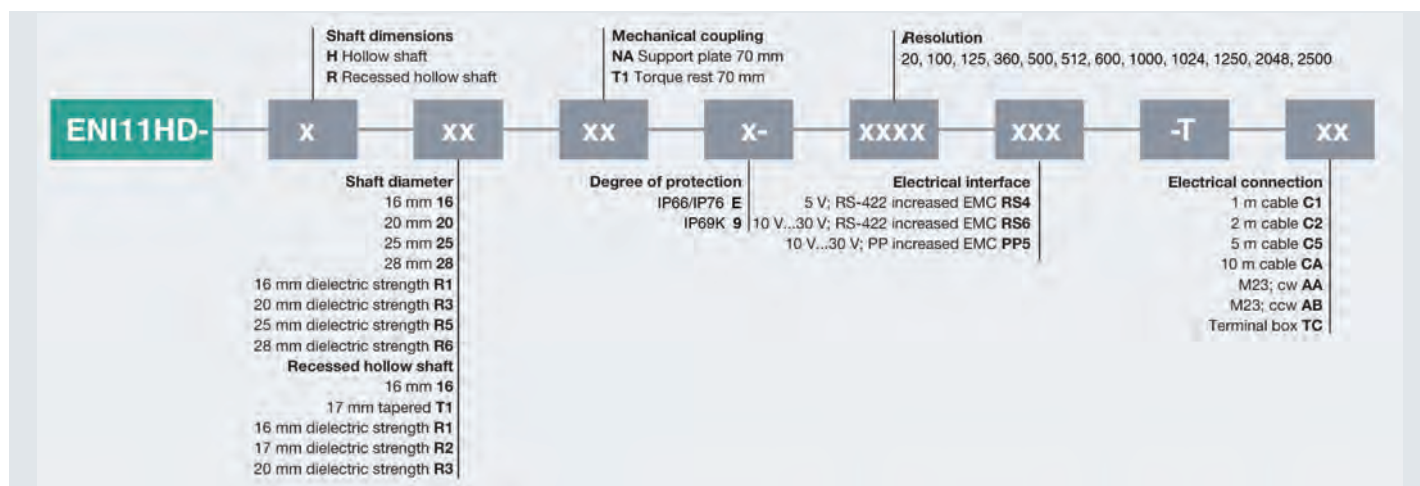 Shaft dimensions
H Hollow shaft
R Recessed hollow shaft
Mechanical coupling
NA Support plate 70 mm
T1 Torque rest 70 mm
Resolution
20, 100, 125, 360, 500, 512, 600, 1000, 1024, 1250, 2048, 2500
ENI11HD- x xx xx x- xxxx xxx -T xx
Shaft diameter
16 mm 16
20 mm 20
25 mm 25
28 mm 28
16 mm dielectric strength R1
20 mm dielectric strength R3
25 mm dielectric strength R5
28 mm dielectric strength R6
Recessed hollow shaft
16 mm 16
17 mm tapered T1
16 mm dielectric strength R1
17 mm dielectric strength R2
20 mm dielectric strength R3
Degree of protection
IP66/IP76 E
IP69K 9
Electrical interface
5 V; RS-422 increased EMC RS4
10 V...30 V; RS-422 increased EMC RS6
10 V...30 V; PP increased EMC PP5
Electrical connection
1 m cable C1
2 m cable C2
5 m cable C5
10 m cable CA
M23; cw AA
M23; ccw AB
Terminal box TC